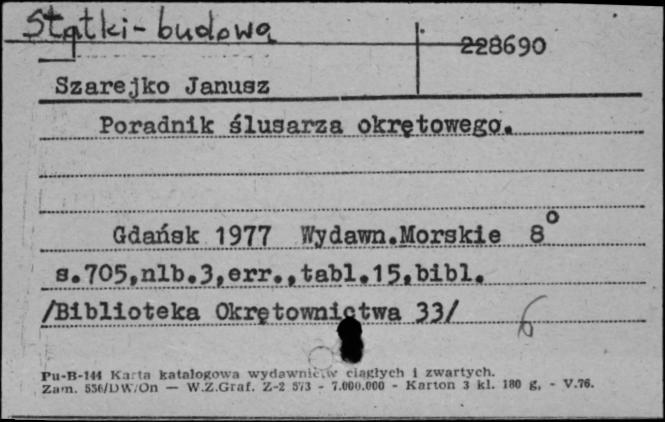 Statki - budowa
228690
Szarejko Janusz
Poradnik ślusarza okrętowego.
Gdańsk 1977 Wydawn.Morskie 8⁰
s.705,nlb.3,err.,tabl.15,bibl.
/Biblioteka Okrętownictwa 33/
6
Pu-B-144 Karta katalogowa wydawnictw ciągłych i zwartych.
Zam. 536/DW/On — W.Z.Graf. Z-2 573 - 7.000.000 - Karton 3 kl. 180 g, - V.76.